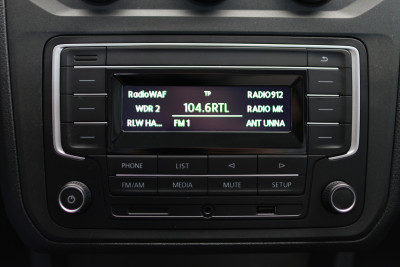 RadioWAF TP RADIO912
WDR 2 104.6RTL RADIO MK
RLW HA... FM 1 ANT UNNA
PHONE LIST
FM/AM MEDIA MUTE SETUP